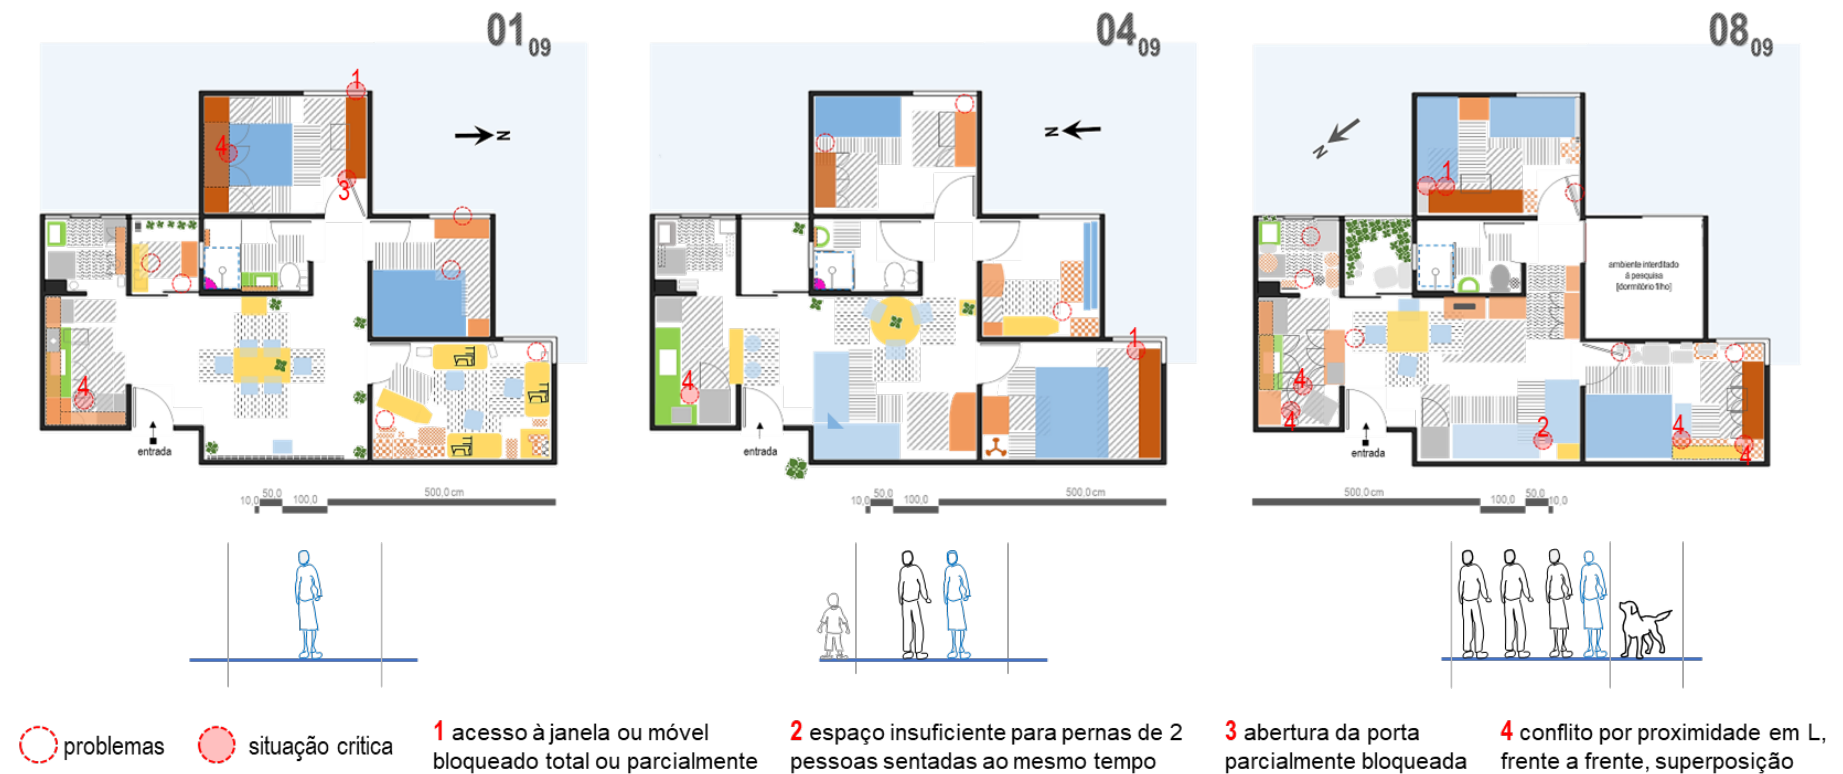 01 09
04 09
08 09
1
4
3
N
N
1
4
N
1
ambiente interditado
à pesquisa
[dormitório filho]
4
4
2
4
4
entrada
entrada
entrada
4
10,0 50,0 100,0 500,0cm
10,0 50,0 100,0 500,0cm
500,0cm 100,0 50,0 10,0
problemas
situação crítica
1 acesso à janela ou móvel
bloqueado total ou parcialmente
2 espaço insuficiente para pernas de 2
pessoas sentadas ao mesmo tempo
3 abertura da porta
parcialmente bloqueada
4 conflito por proximidade em L,
frente a frente, superposição